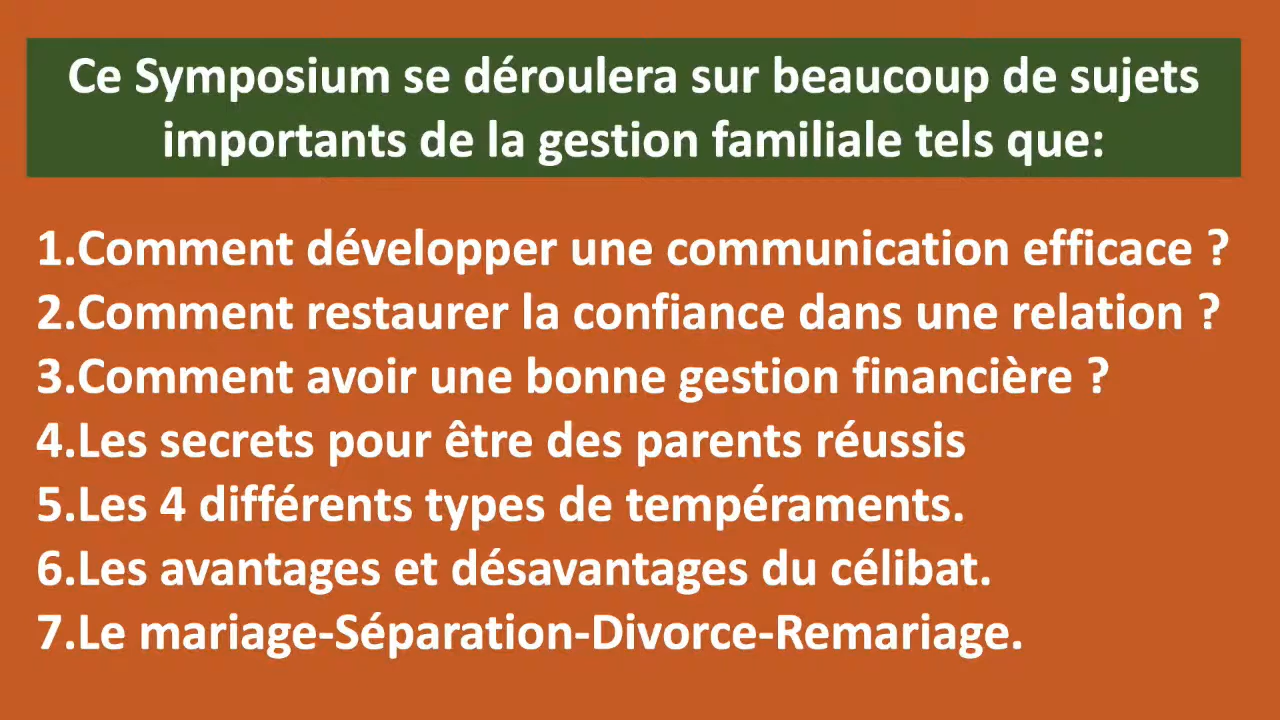 Ce Symposium se déroulera sur beaucoup de sujets
importants de la gestion familiale tels que:
1.Comment développer une communication efficace ?
2.Comment restaurer la confiance dans une relation ?
3.Comment avoir une bonne gestion financière ?
4.Les secrets pour être des parents réussis
5.Les 4 différents types de tempéraments.
6.Les avantages et désavantages du célibat.
7.Le mariage-Séparation-Divorce-Remariage.